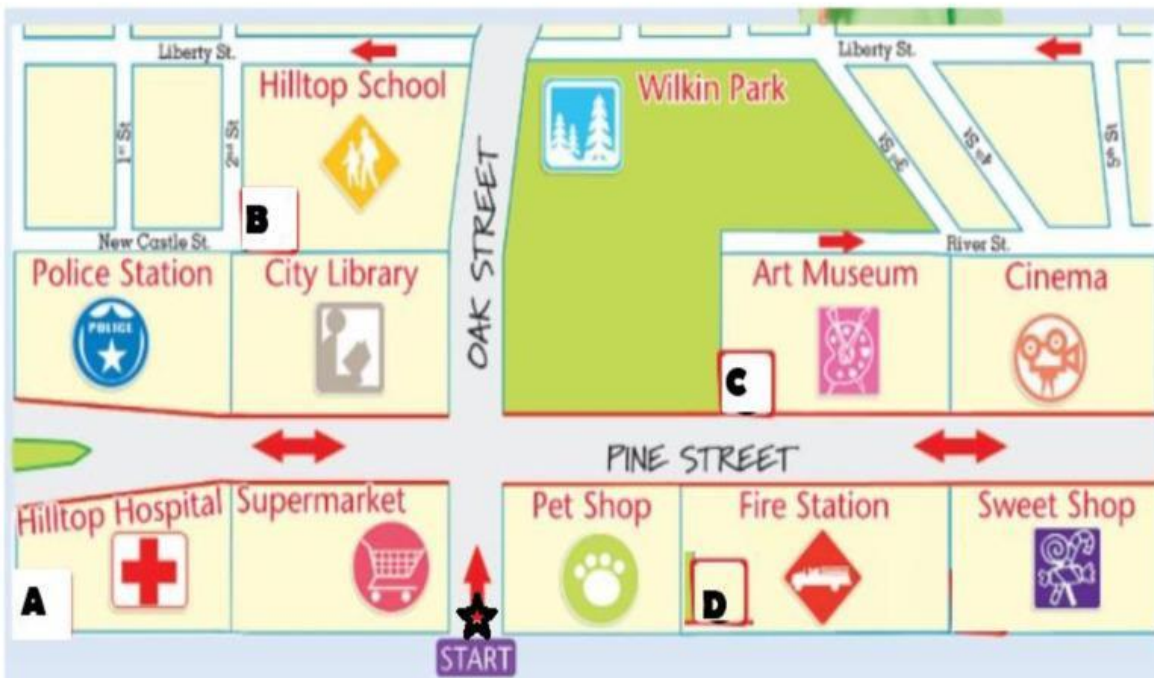 Liberty St.
Liberty St.
Hilltop School
Wilkin Park
1st St
2nd St
OAK STREET
3rd St
4th St
5th St
B
New Castle St.
River St.
Police Station
City Library
Art Museum
Cinema
POLICE
C
PINE STREET
Hilltop Hospital
Supermarket
Pet Shop
Fire Station
Sweet Shop
A
D
START